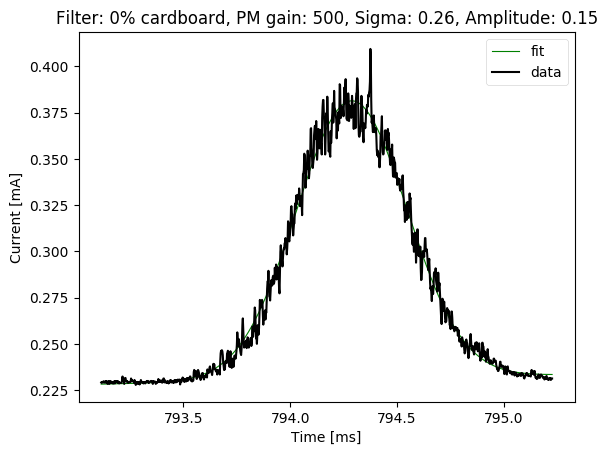 Filter: 0% cardboard, PM gain: 500, Sigma: 0.26, Amplitude: 0.15
fit
data
0.400
0.375
0.350
0.325
0.300
0.275
0.250
0.225
Current [mA]
793.5 794.0 794.5 795.0
Time [ms]